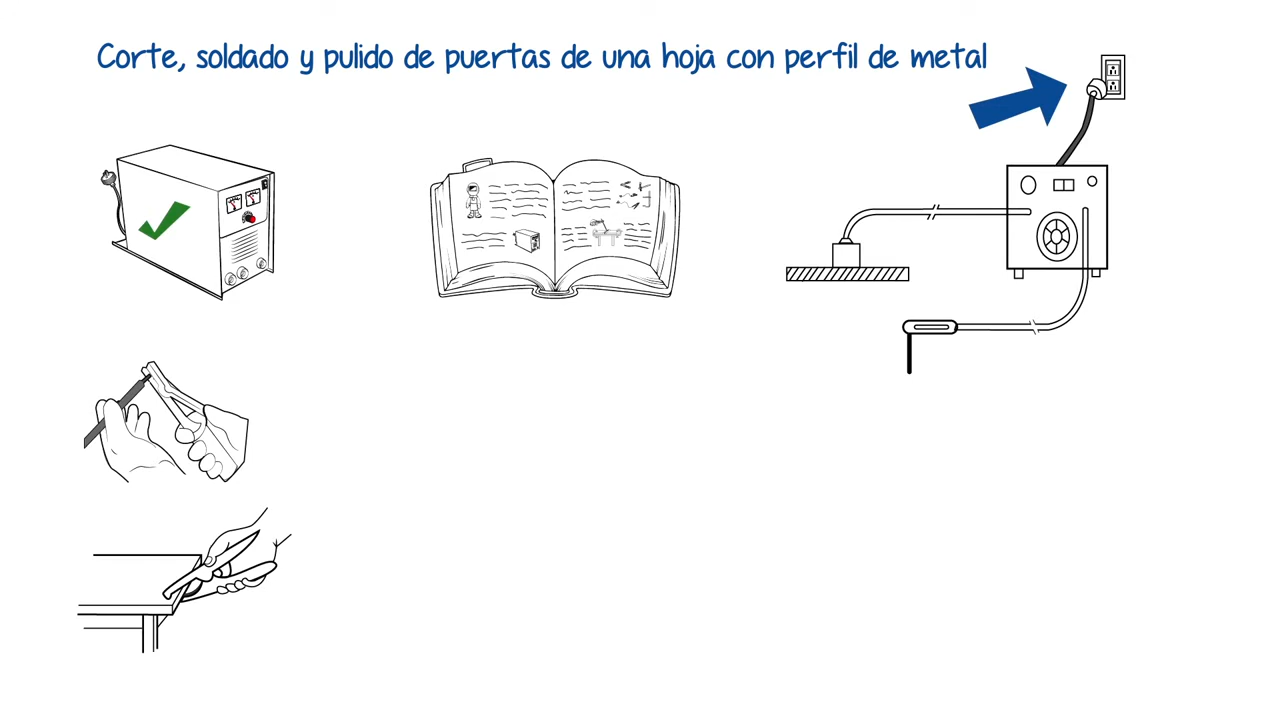 Corte, soldado y pulido de puertas de una hoja con perfil de metal